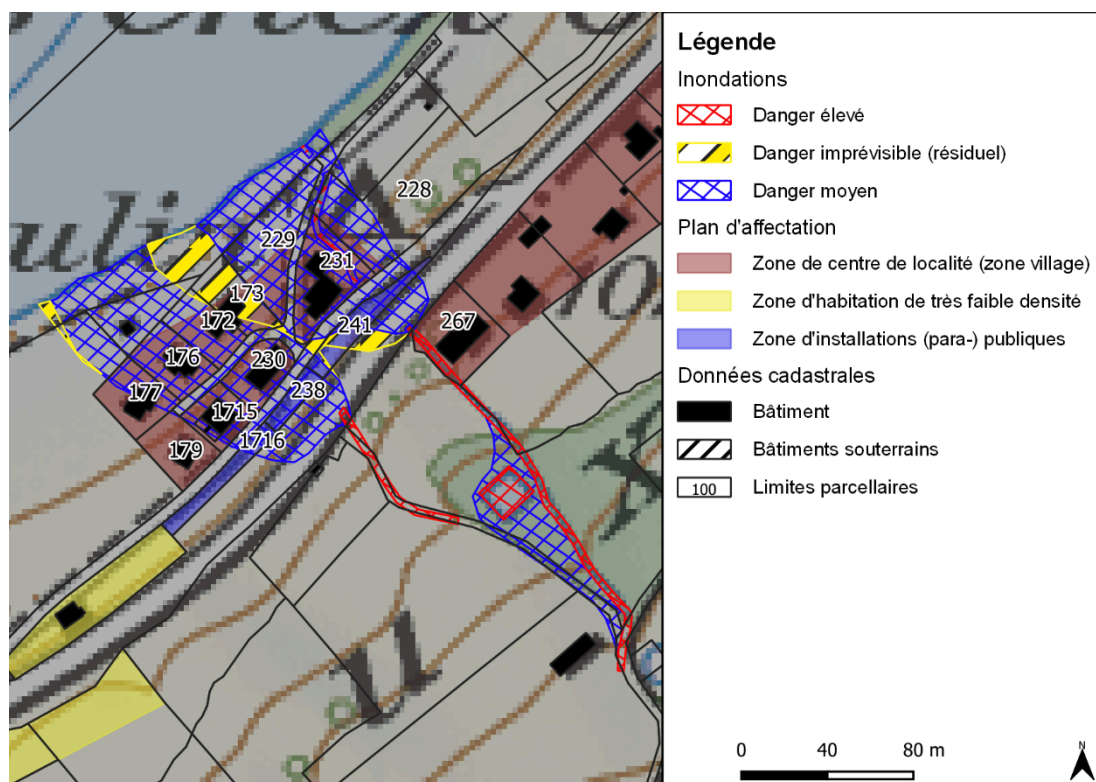 228
229
231
173
172
241
267
230
176
238
177
1715
1716
179
Légende
Inondations
Danger élevé
Danger imprévisible (résiduel)
Danger moyen
Plan d'affectation
Zone de centre de localité (zone village)
Zone d'habitation de très faible densité
Zone d'installations (para-) publiques
Données cadastrales
Bâtiment
Bâtiments souterrains
100 Limites parcellaires
0 40 80 m
N